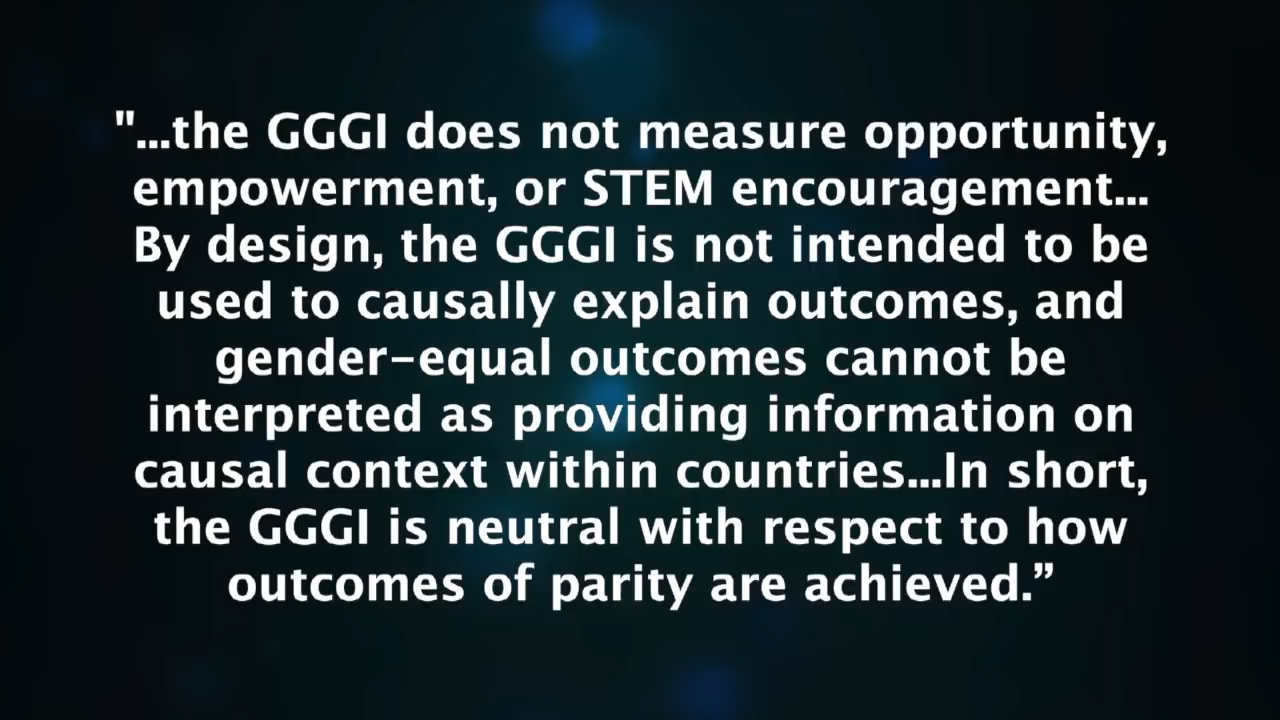 "...the GGGI does not measure opportunity,
empowerment, or STEM encouragement...
By design, the GGGI is not intended to be
used to causally explain outcomes, and
gender–equal outcomes cannot be
interpreted as providing information on
causal context within countries...In short,
the GGGI is neutral with respect to how
outcomes of parity are achieved.”